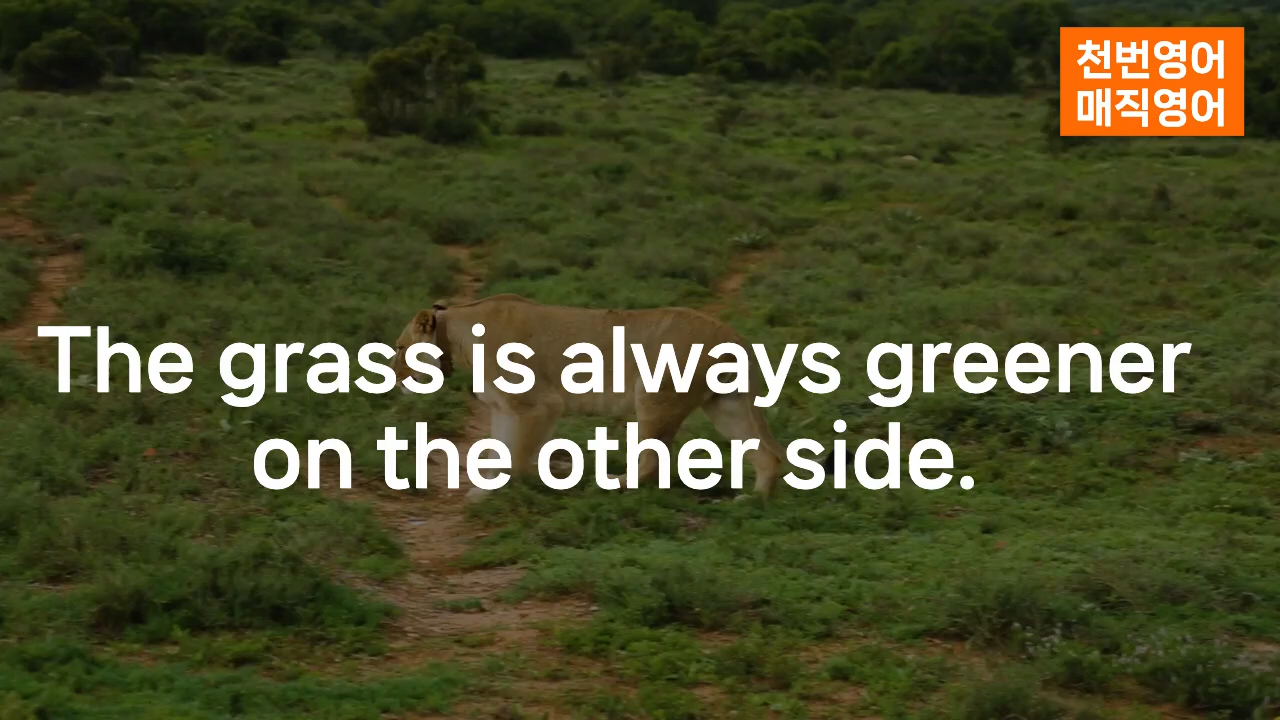 천번영어
매직영어
The grass is always greener
on the other side.